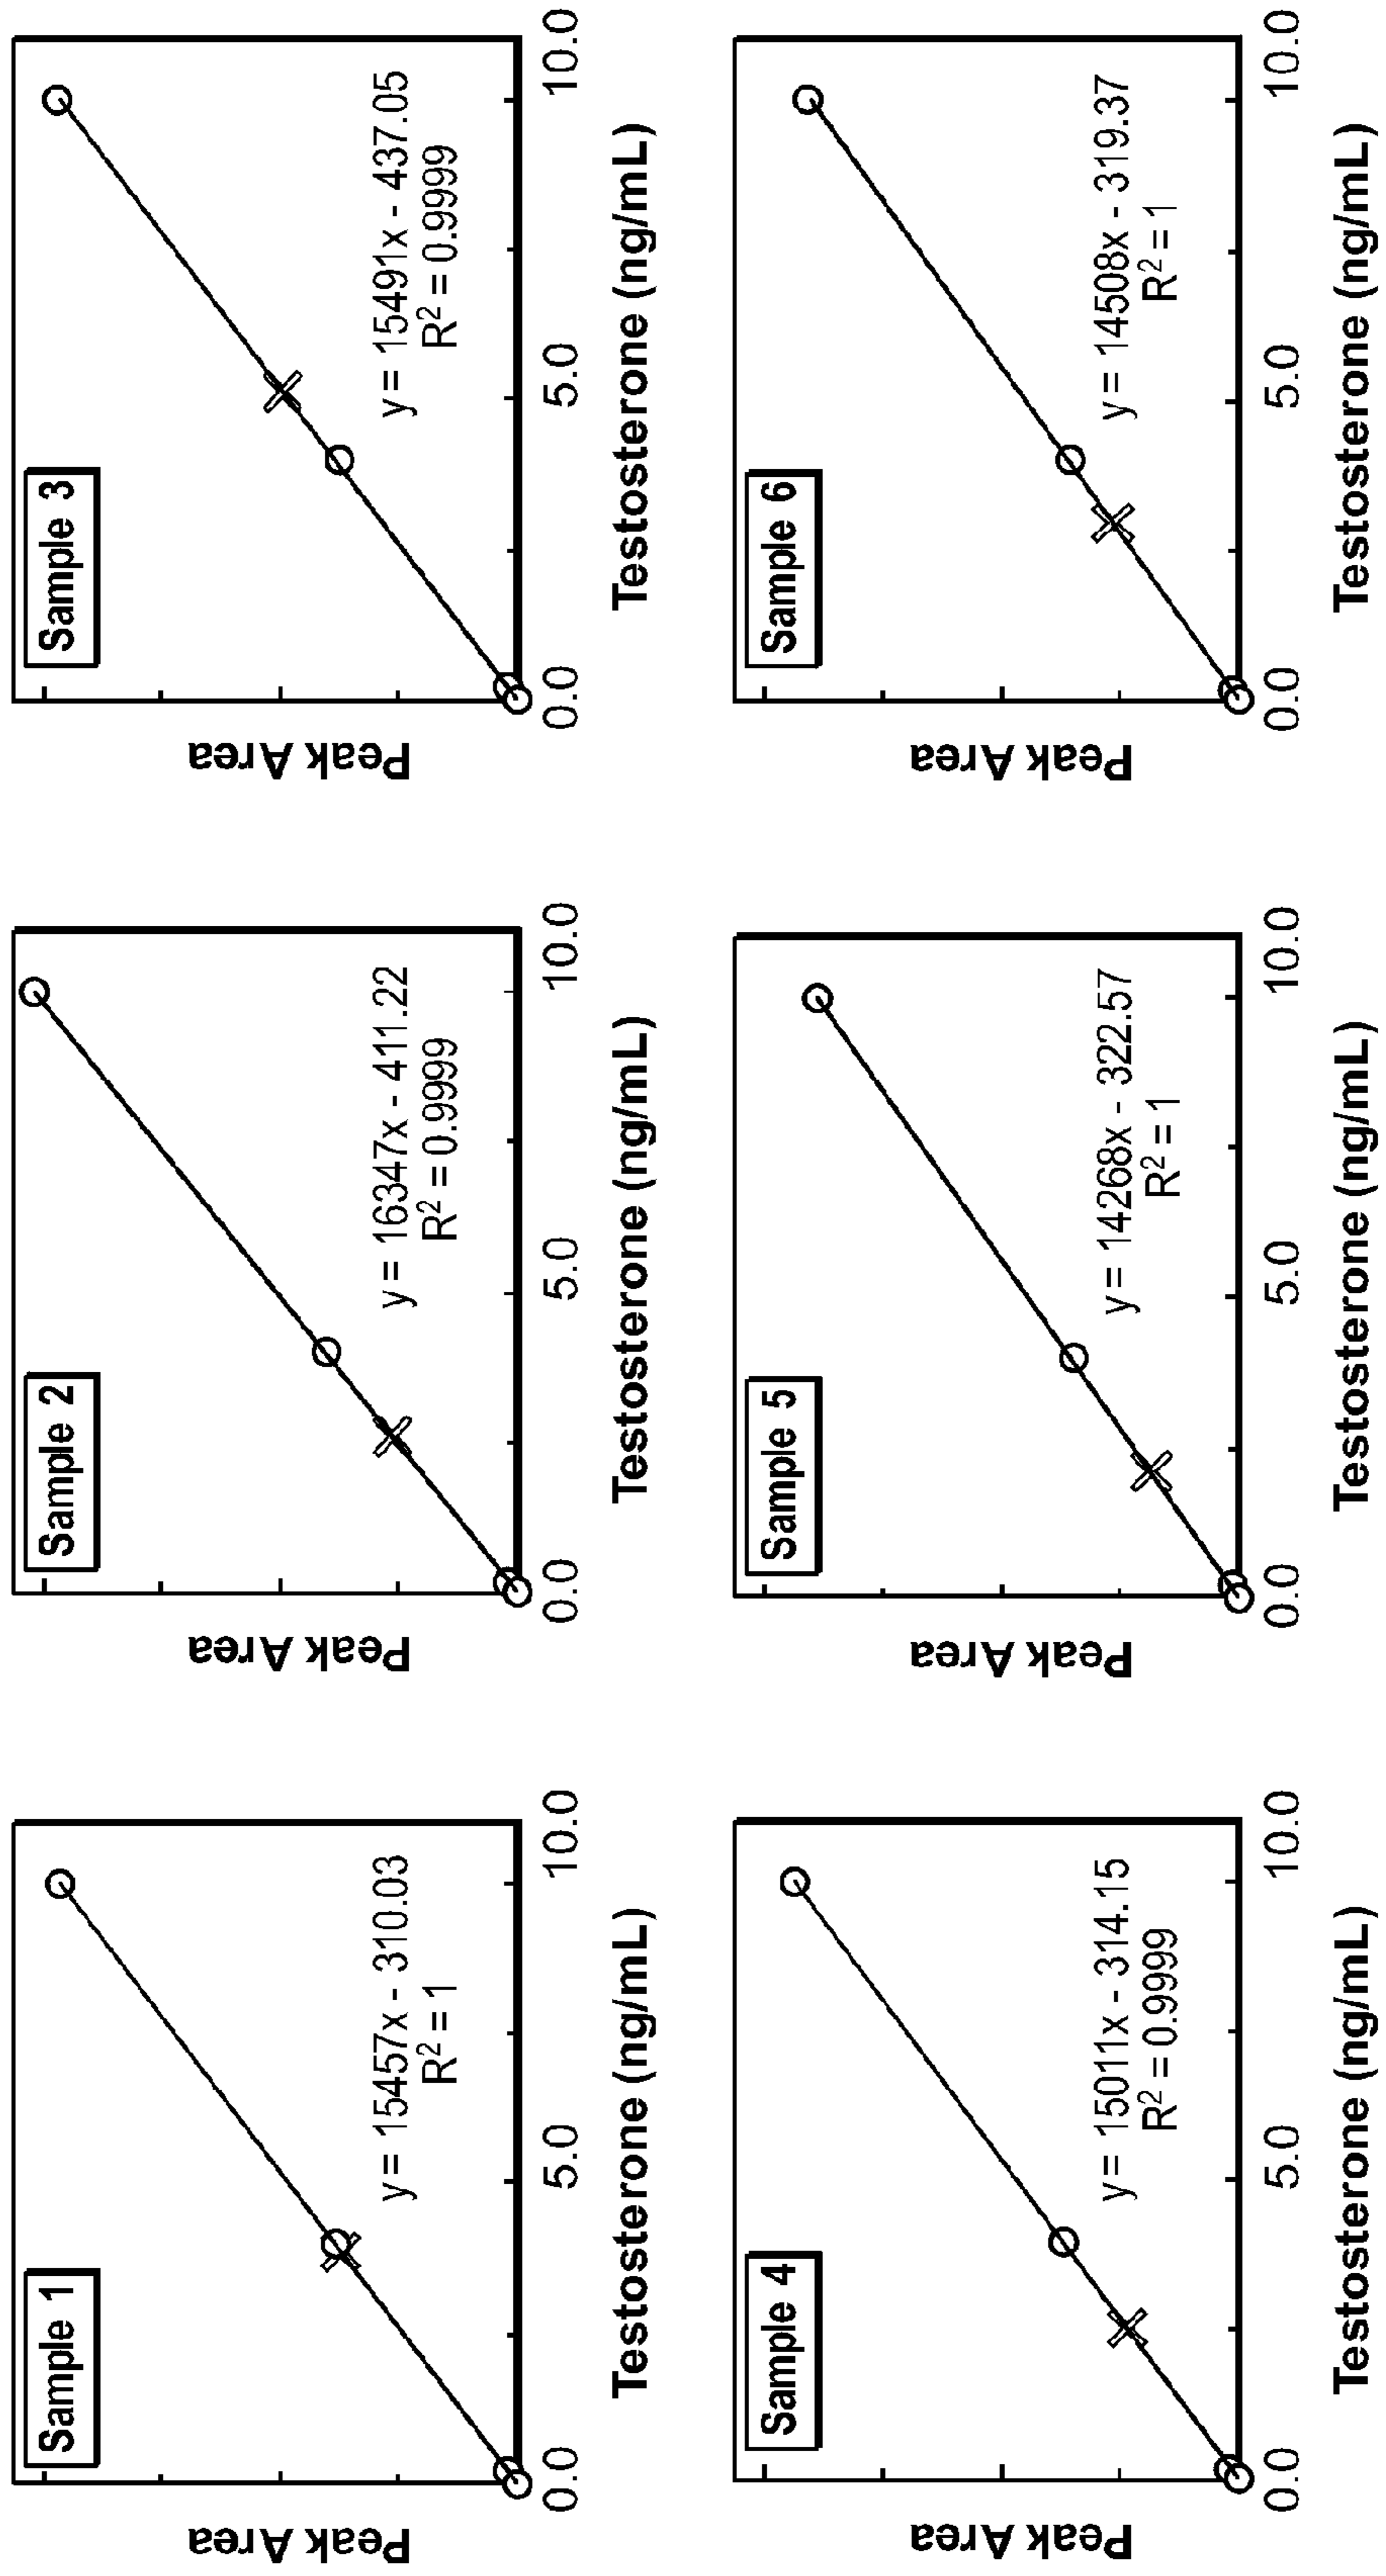 Sample 1
Peak Area
y = 15457x - 310.03
R² = 1
0.0 5.0 10.0
Testosterone (ng/mL)
Sample 2
Peak Area
y = 16347x - 411.22
R² = 0.9999
0.0 5.0 10.0
Testosterone (ng/mL)
Sample 3
Peak Area
y = 15491x - 437.05
R² = 0.9999
0.0 5.0 10.0
Testosterone (ng/mL)
Sample 4
Peak Area
y = 15011x - 314.15
R² = 0.9999
0.0 5.0 10.0
Testosterone (ng/mL)
Sample 5
Peak Area
y = 14268x - 322.57
R² = 1
0.0 5.0 10.0
Testosterone (ng/mL)
Sample 6
Peak Area
y = 14508x - 319.37
R² = 1
0.0 5.0 10.0
Testosterone (ng/mL)